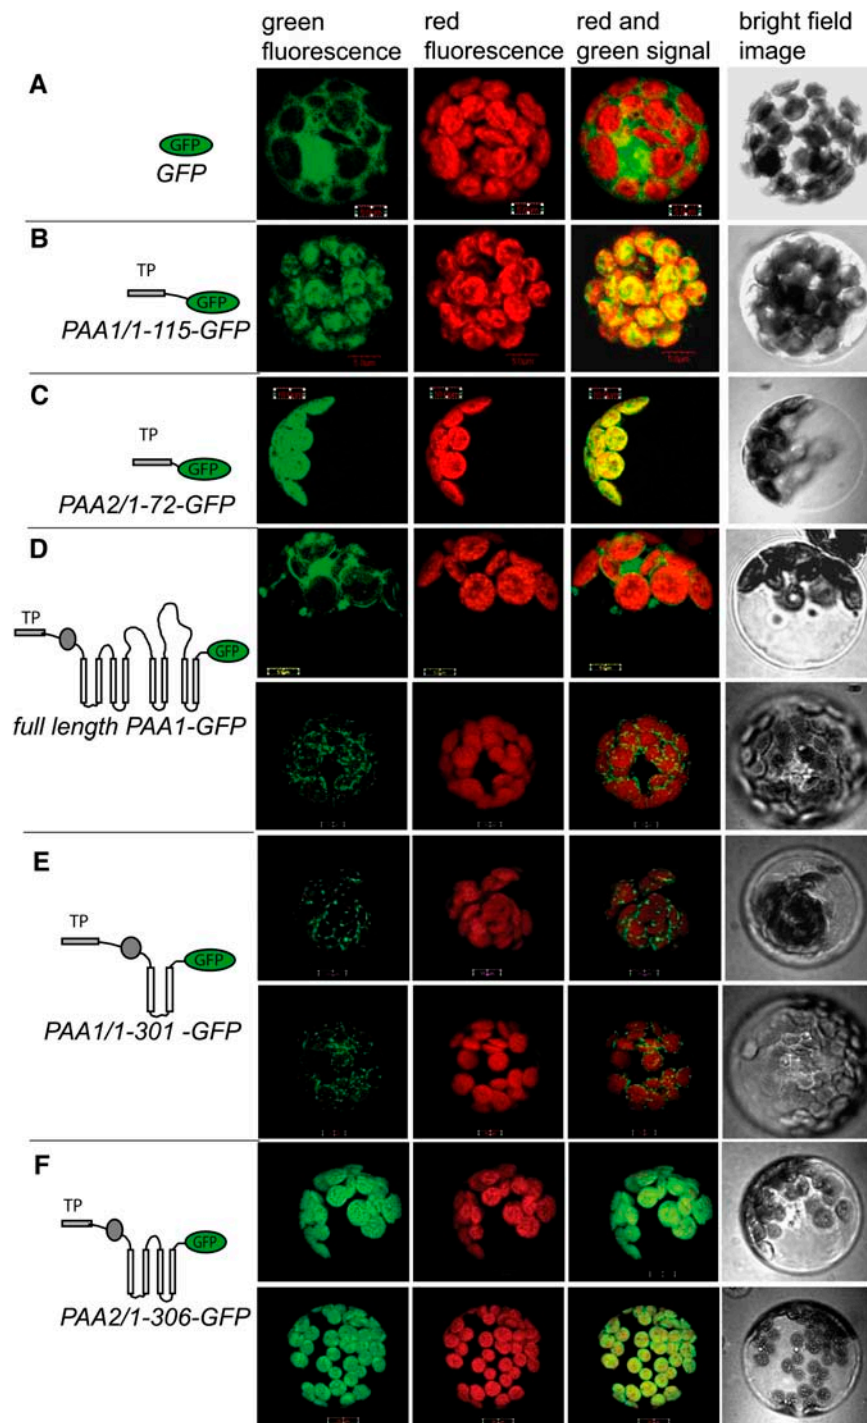 green
fluorescence
red
fluorescence
red and
green signal
bright field
image
A
GFP
GFP
B
TP
GFP
PAA1/1-115-GFP
C
TP
GFP
PAA2/1-72-GFP
D
TP
GFP
full length PAA1-GFP
E
TP
GFP
PAA1/1-301 -GFP
F
TP
GFP
PAA2/1-306-GFP